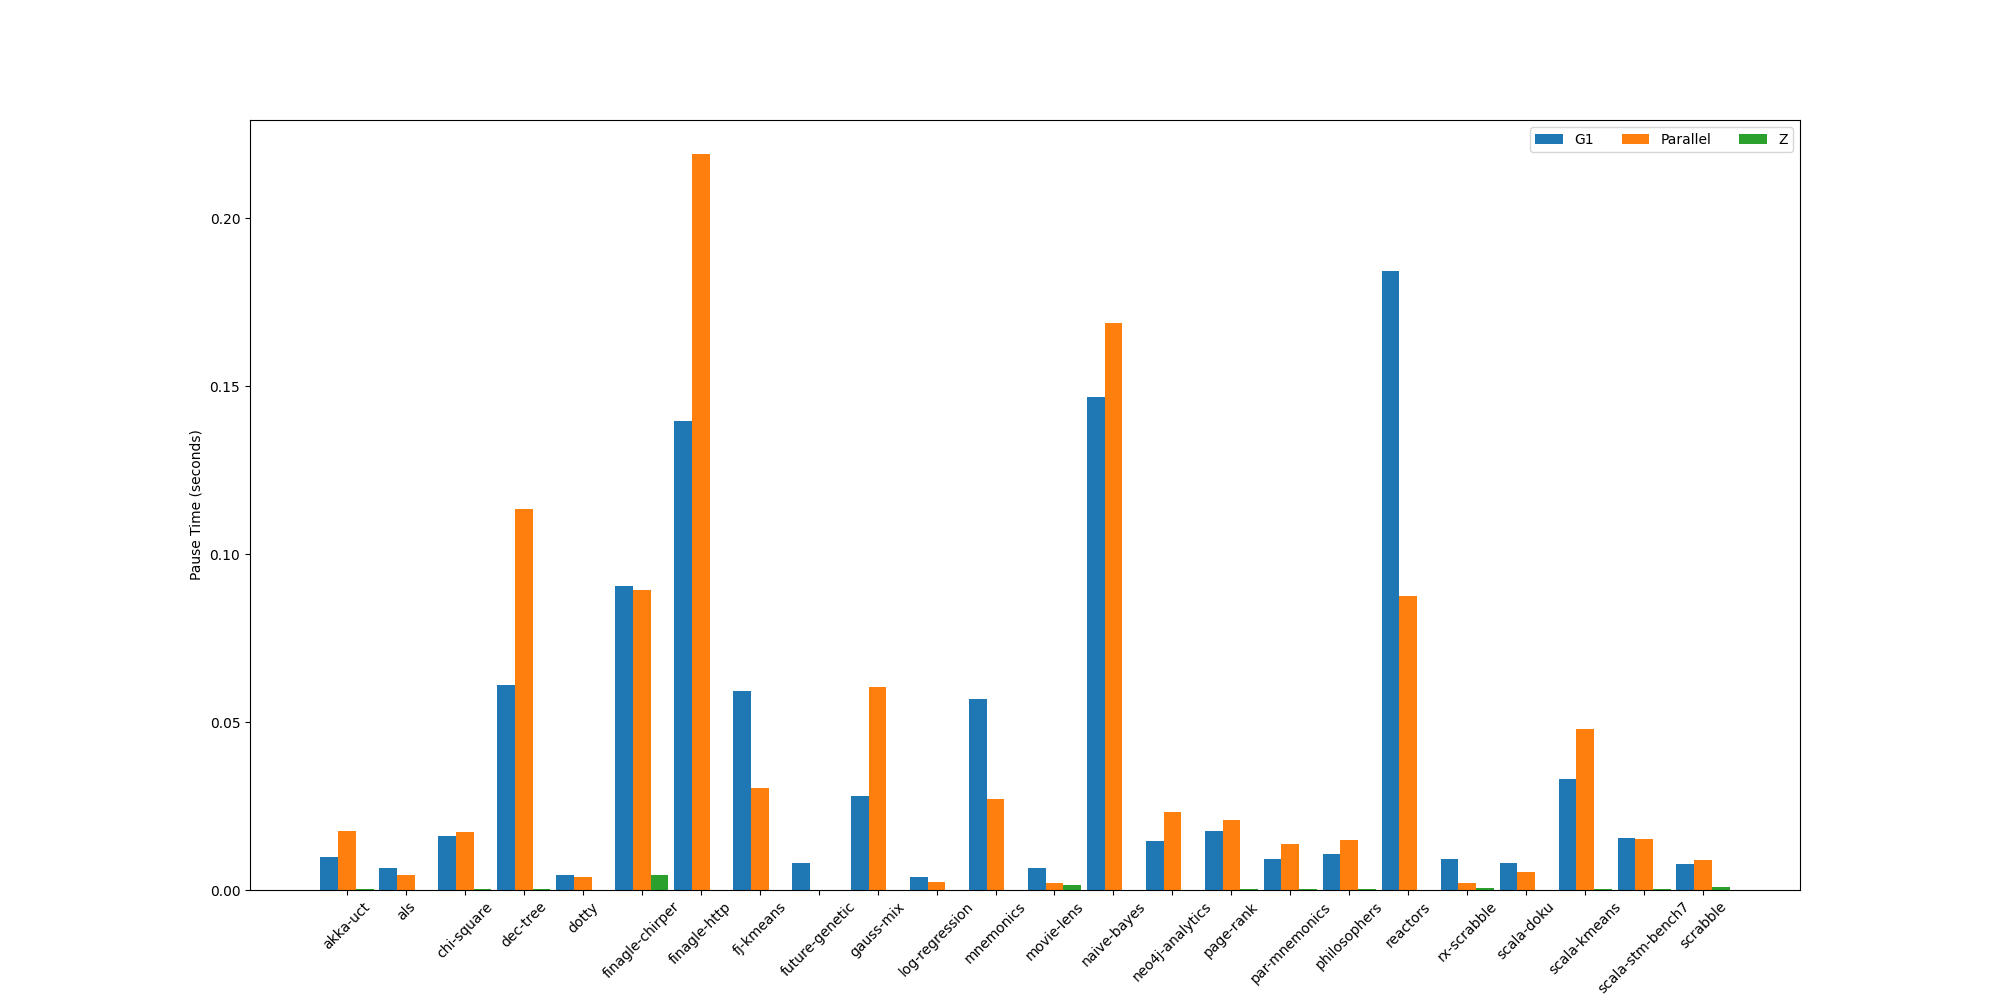 G1 Parallel Z
Pause Time (seconds)
0.20
0.15
0.10
0.05
0.00
akka-uct
als
chi-square
dec-tree
dotty
finagle-chirper
finagle-http
fj-kmeans
future-genetic
gauss-mix
log-regression
mnemonics
movie-lens
naive-bayes
neo4j-analytics
page-rank
par-mnemonics
philosophers
reactors
rx-scrabble
scala-doku
scala-kmeans
scala-stm-bench7
scrabble